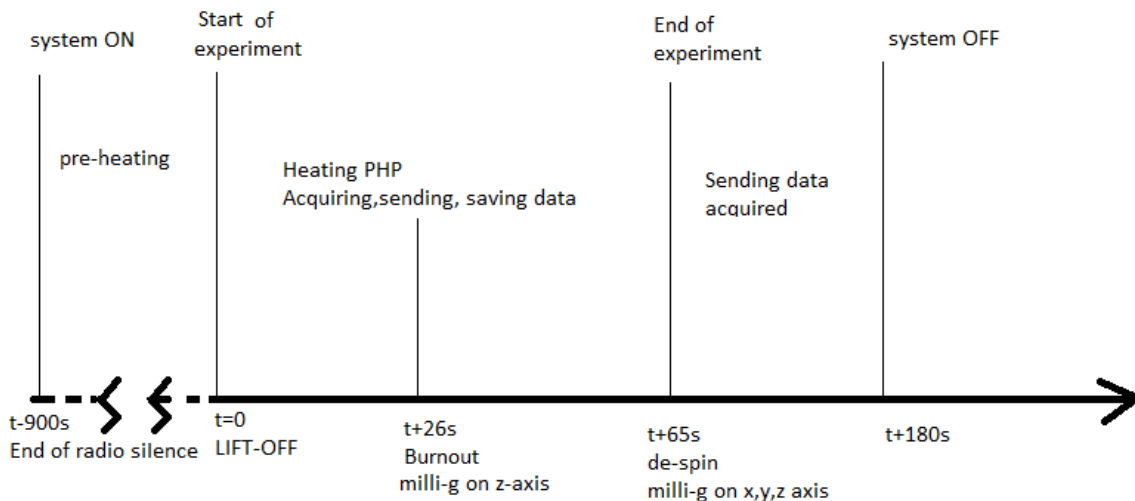 system ON
Start of
experiment
End of
experiment
system OFF
pre-heating
Heating PHP
Acquiring,sending, saving data
Sending data
acquired
t-900s
End of radio silence
t=0
LIFT-OFF
t+26s
Burnout
milli-g on z-axis
t+65s
de-spin
milli-g on x,y,z axis
t+180s